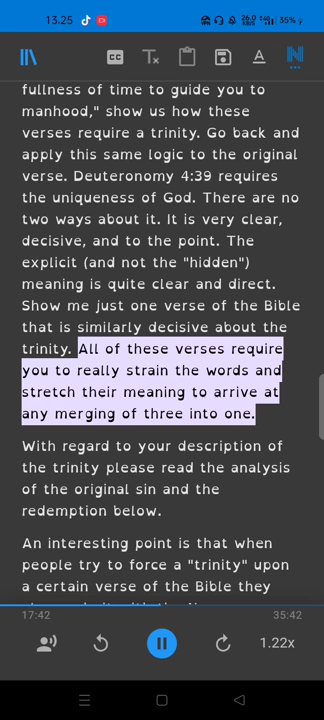 13.25
26.0
KB/S
35%
CC
A
N
fullness of time to guide you to
manhood," show us how these
verses require a trinity. Go back and
apply this same logic to the original
verse. Deuteronomy 4:39 requires
the uniqueness of God. There are no
two ways about it. It is very clear,
decisive, and to the point. The
explicit (and not the "hidden")
meaning is quite clear and direct.
Show me just one verse of the Bible
that is similarly decisive about the
trinity. All of these verses require
you to really strain the words and
stretch their meaning to arrive at
any merging of three into one.
With regard to your description of
the trinity please read the analysis
of the original sin and the
redemption below.
An interesting point is that when
people try to force a "trinity" upon
a certain verse of the Bible they
17:42
35:42
1.22x